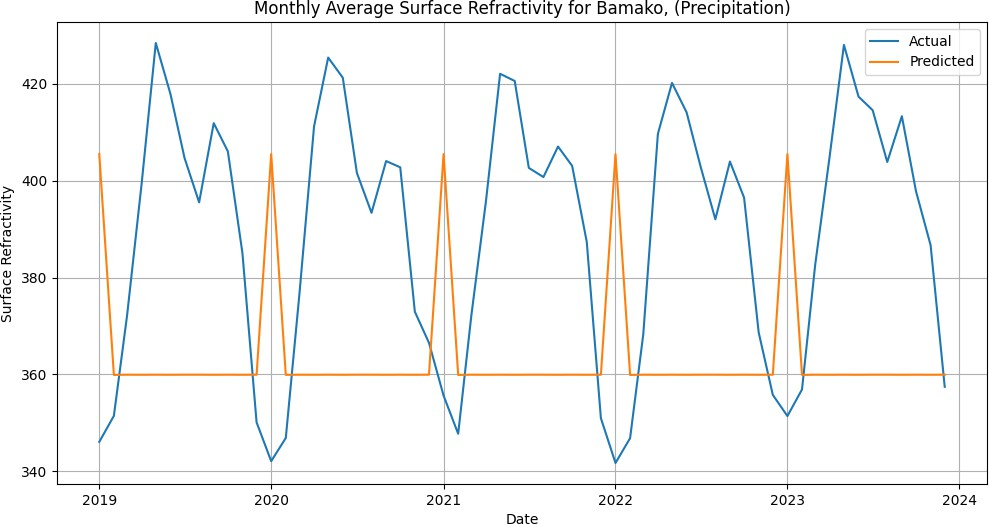 Monthly Average Surface Refractivity for Bamako, (Precipitation)
Actual
Predicted
Surface Refractivity
420
400
380
360
340
2019 2020 2021 2022 2023 2024
Date